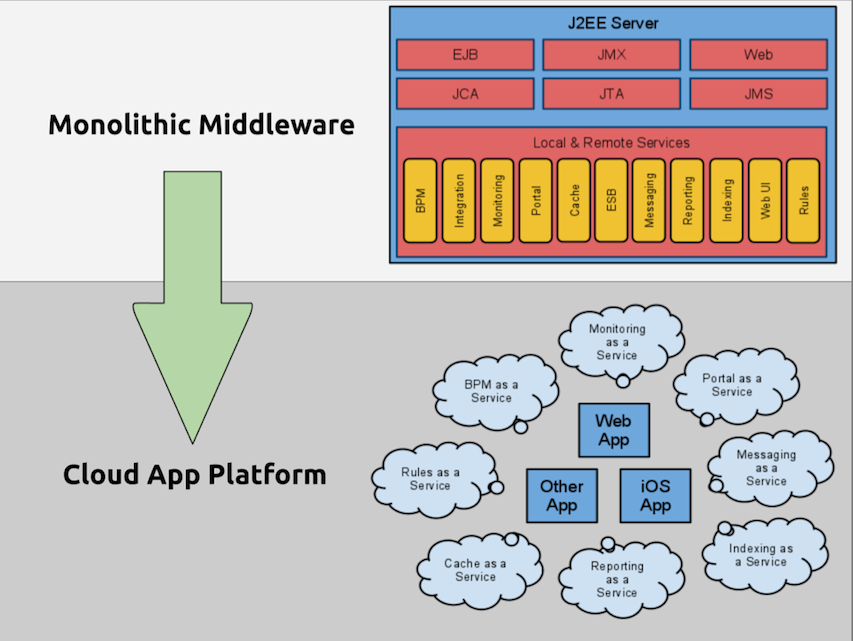 J2EE Server
EJB
JMX
Web
JCA
JTA
JMS
Monolithic Middleware
Local & Remote Services
BPM
Integration
Monitoring
Portal
Cache
ESB
Messaging
Reporting
Indexing
Web UI
Rules
Monitoring
as a
Service
BPM as a
Service
Portal as a
Service
Web
App
Cloud App Platform
Rules as a
Service
Messaging
as a
Service
Other
App
iOS
App
Cache as a
Service
Reporting
as a
Service
Indexing as
a Service